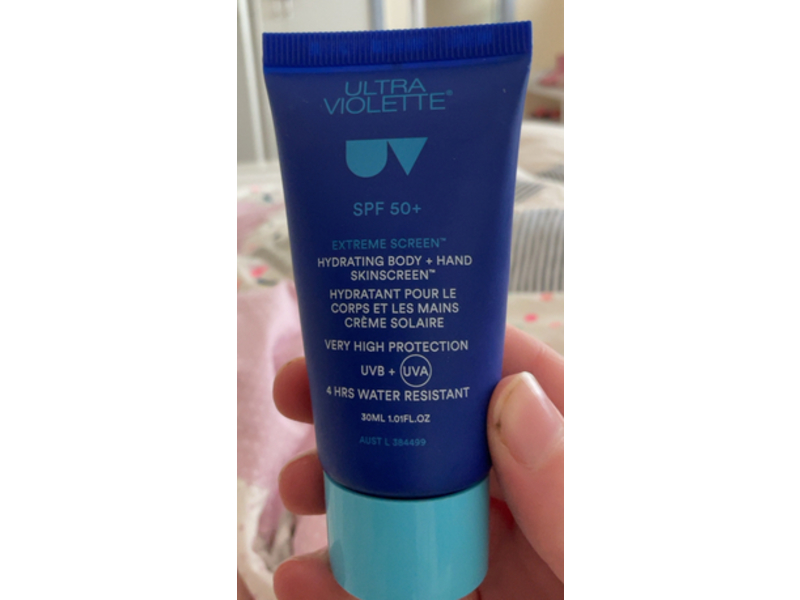 ULTRA
VIOLETTE®
UV
SPF 50+
EXTREME SCREEN™
HYDRATING BODY + HAND
SKINSCREEN™
HYDRATANT POUR LE
CORPS ET LES MAINS
CRÈME SOLAIRE
VERY HIGH PROTECTION
UVB + UVA
4 HRS WATER RESISTANT
30ML 1.01FL.OZ
AUST L 384499